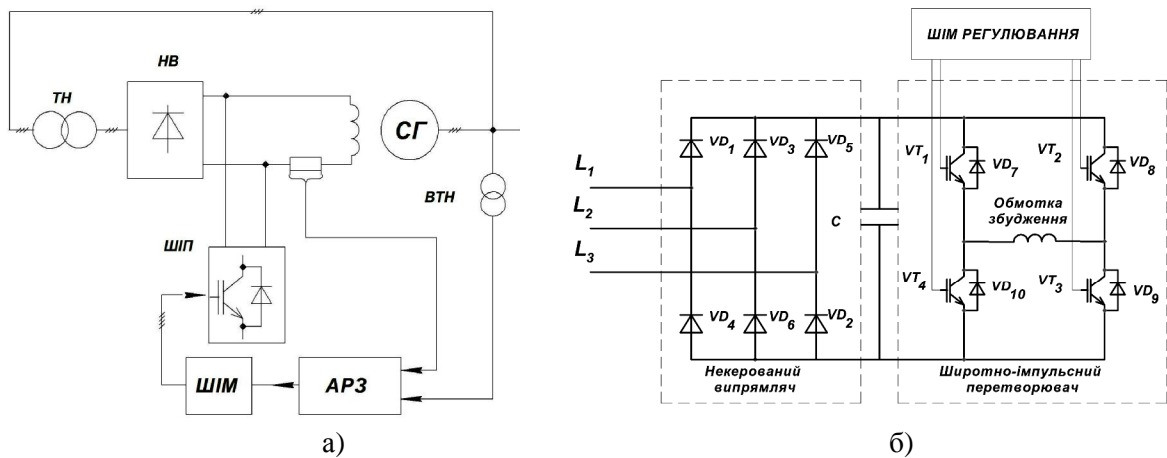 НВ
ТН
СГ
ВТН
ШІП
ШІМ
АРЗ
а)
ШІМ РЕГУЛЮВАННЯ
VD1
VD3
VD5
VT1
VD7
VT2
VD8
L1
L2
L3
C
Обмотка
збудження
VT4
VD10
VT3
VD9
VD4
VD6
VD2
Некерований
випрямляч
Широтно-імпульсний
перетворювач
б)